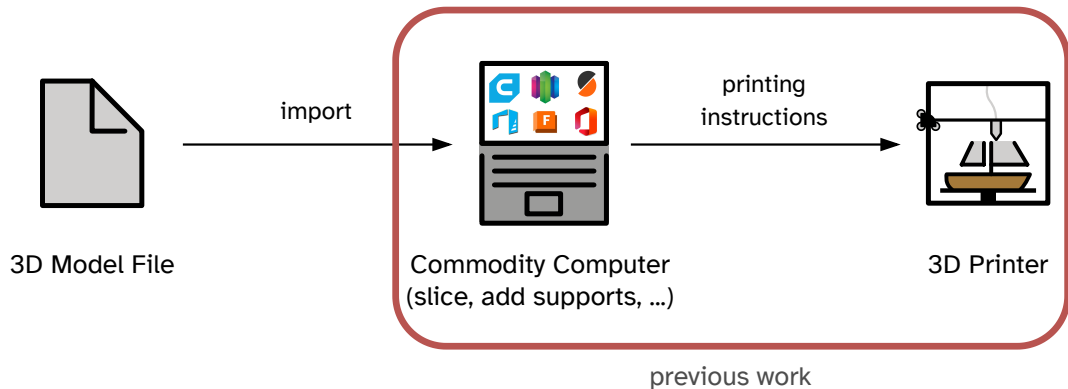 import
printing
instructions
F
3D Model File
Commodity Computer
(slice, add supports, ...)
3D Printer
previous work